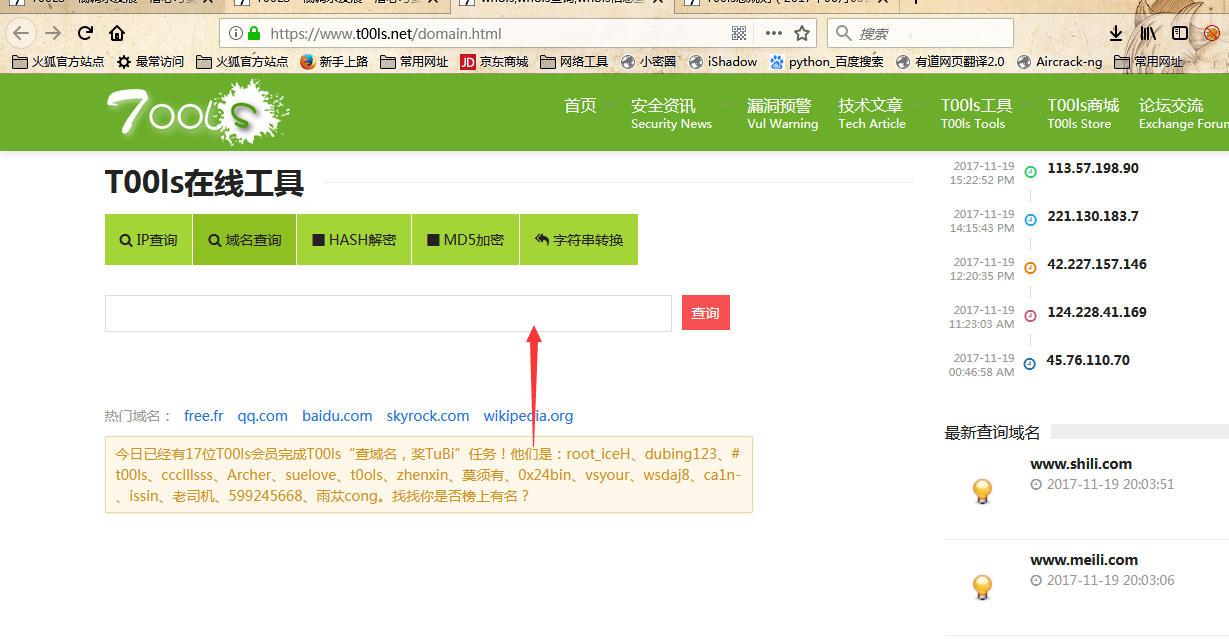 https://www.t00ls.net/domain.html
搜索
火狐官方站点 最常访问 火狐官方站点 新手上路 常用网址 JD 京东商城 网络工具 小密圈 iShadow python_百度搜索 有道网页翻译2.0 Aircrack-ng 常用网址
Tools
首页 安全资讯 漏洞预警 技术文章 T00ls工具 T00ls商城 论坛交流
Security News Vul Warning Tech Article T00ls Tools T00ls Store Exchange Forum
T00ls在线工具
IP查询 域名查询 HASH解密 MD5加密 字符串转换
查询
热门域名： free.fr qq.com baidu.com skyrock.com wikipedia.org
今日已经有17位T00ls会员完成T00ls“查域名，奖TuBi”任务！他们是：root_iceH、dubing123、#
t00ls、ccclllsss、Archer、suelove、t0ols、zhenxin、莫须有、0x24bin、vsyour、wsdaj8、ca1n-
、issin、老司机、599245668、雨苁cong。找找你是否榜上有名？
2017-11-19 113.57.198.90
15:22:52 PM
2017-11-19 221.130.183.7
14:15:43 PM
2017-11-19 42.227.157.146
12:20:35 PM
2017-11-19 124.228.41.169
11:23:03 AM
2017-11-19 45.76.110.70
00:46:58 AM
最新查询域名
www.shili.com
2017-11-19 20:03:51
www.meili.com
2017-11-19 20:03:06